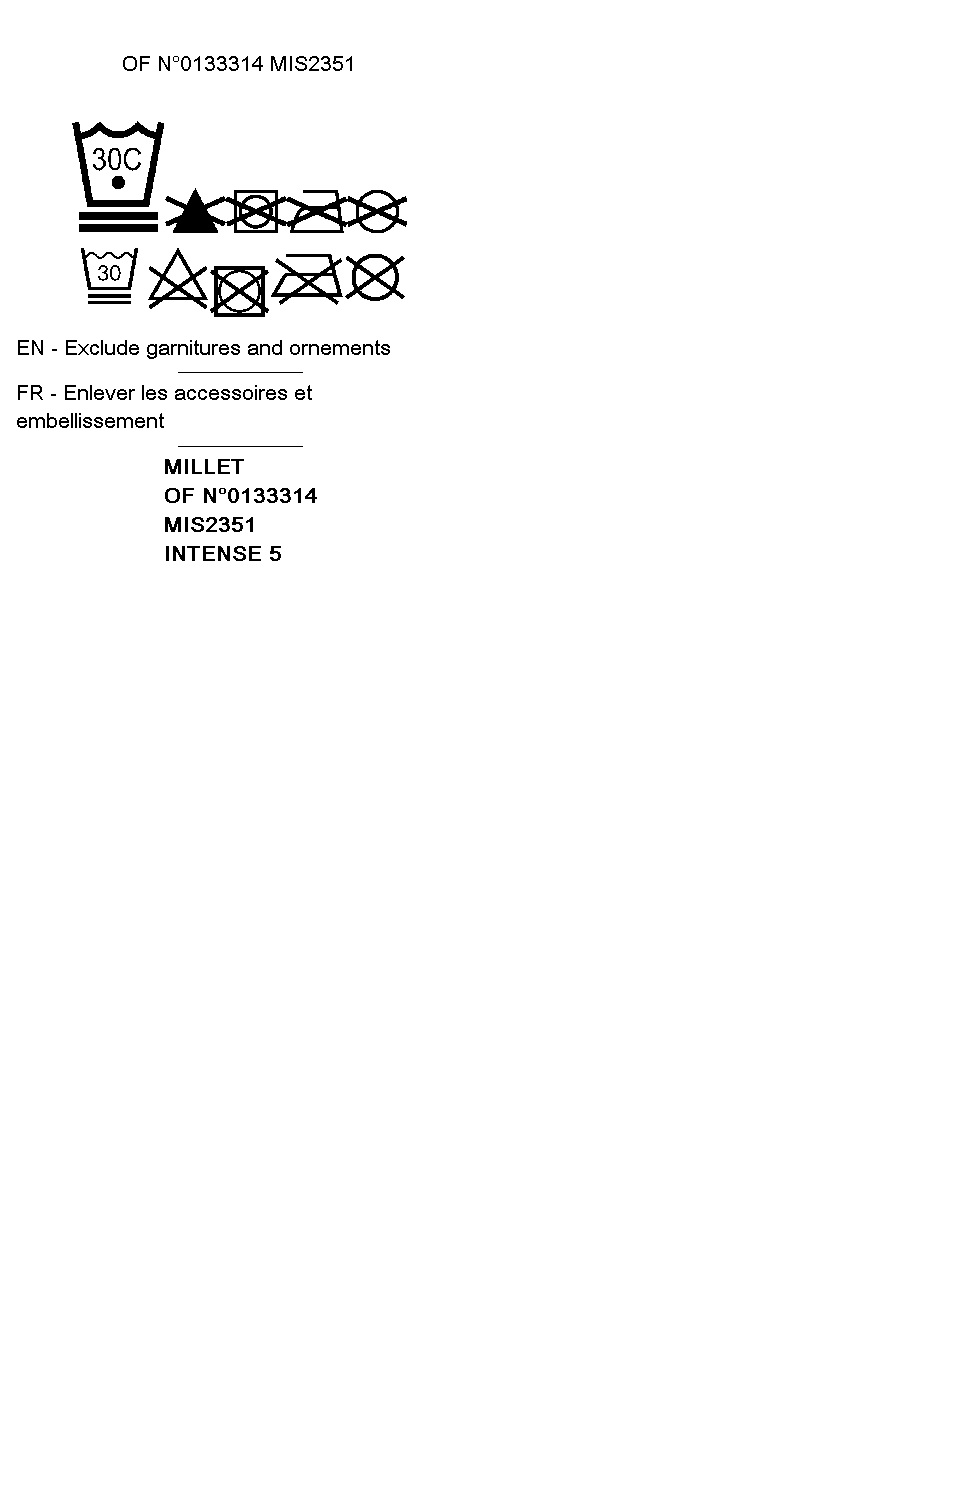 OF N°0133314 MIS2351
30C
30
EN - Exclude garnitures and ornements
FR - Enlever les accessoires et
embellissement
MILLET
OF N°0133314
MIS2351
INTENSE 5